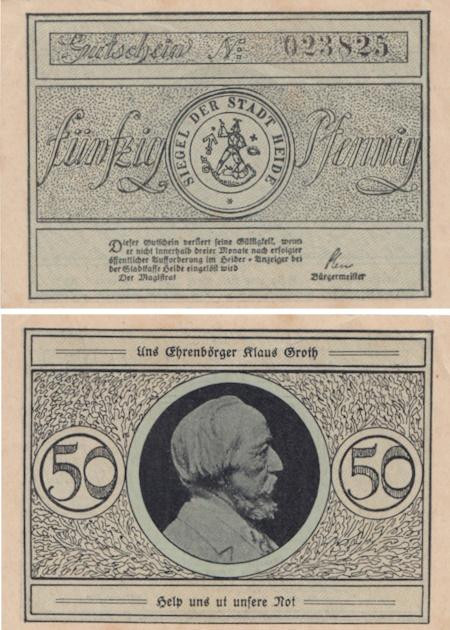 Gutschein No: 023825
fünfzig Pfennig
SIEGEL DER STADT HEIDE
Dieser Gutschein verliert seine Gültigkeit, wenn
er nicht innerhalb dreier Monate nach erfolgter
öffentlicher Aufforderung im Heider-Anzeiger bei
der Stadtkasse Heide eingelöst wird
Der Magistrat
Bürgermeister
Uns Ehrenbörger Klaus Groth
50 50
Help uns ut unsere Not